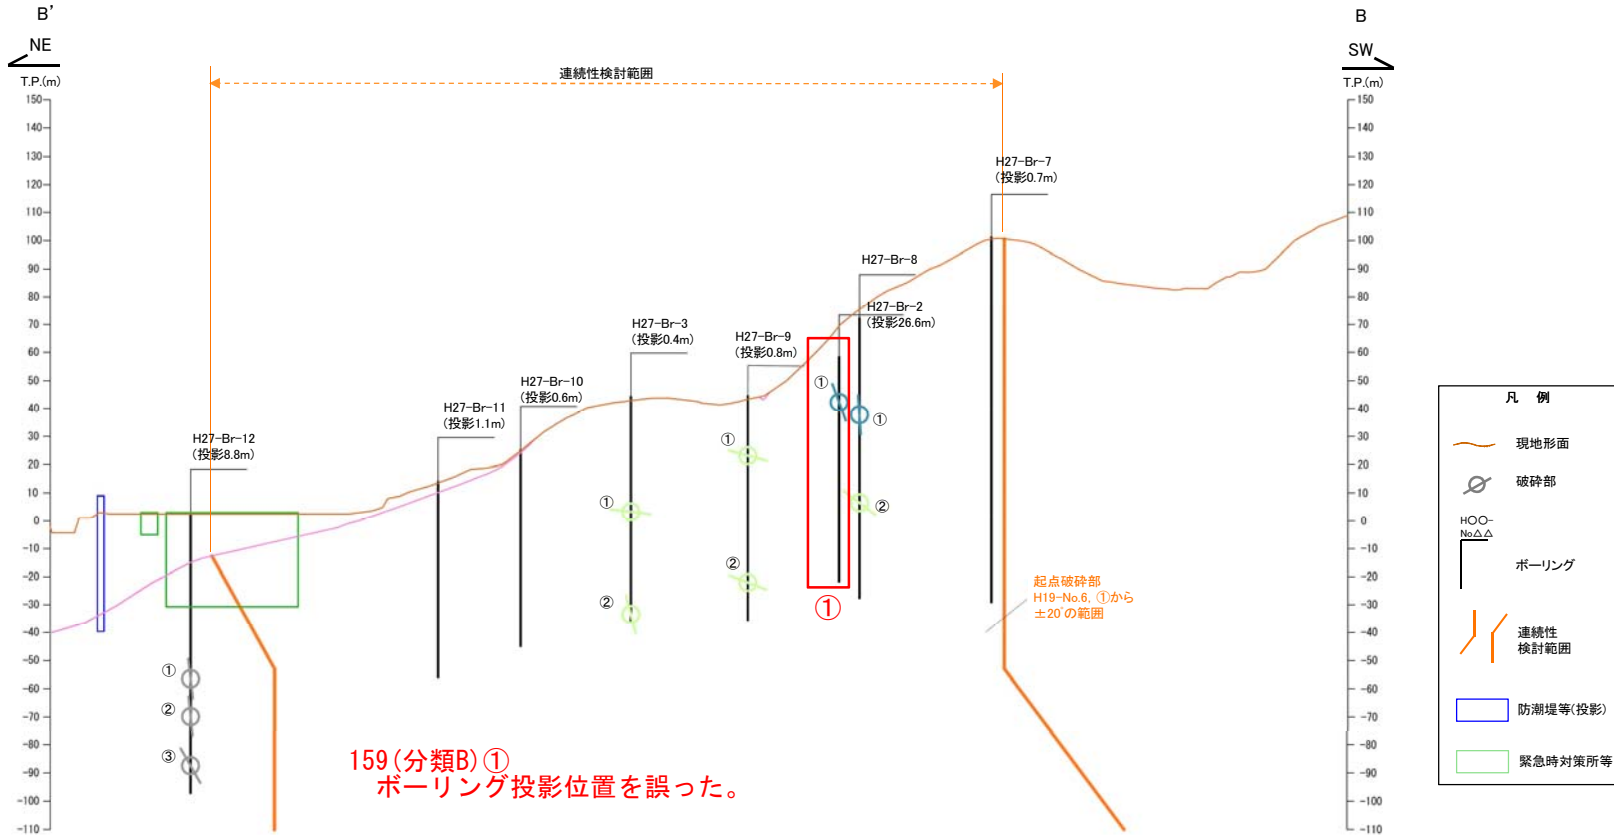 B'
B
NE
SW
T.P.(m)
T.P.(m)
連続性検討範囲
150
140
130
120
110
100
90
80
70
60
50
40
30
20
10
0
-10
-20
-30
-40
-50
-60
-70
-80
-90
-100
-110
150
140
130
120
110
100
90
80
70
60
50
40
30
20
10
0
-10
-20
-30
-40
-50
-60
-70
-80
-90
-100
-110
H27-Br-7
(投影0.7m)
H27-Br-8
H27-Br-2
(投影26.6m)
H27-Br-3
(投影0.4m)
H27-Br-9
(投影0.8m)
H27-Br-10
(投影0.6m)
H27-Br-11
(投影1.1m)
H27-Br-12
(投影8.8m)
①
①
①
②
①
②
②
①
①
②
③
起点破砕部
H19-No.6, ①から
±20°の範囲
159(分類B)①
ボーリング投影位置を誤った。
凡 例
現地形面
破砕部
H○○-
No△△
ボーリング
連続性
検討範囲
防潮堤等(投影)
緊急時対策所等